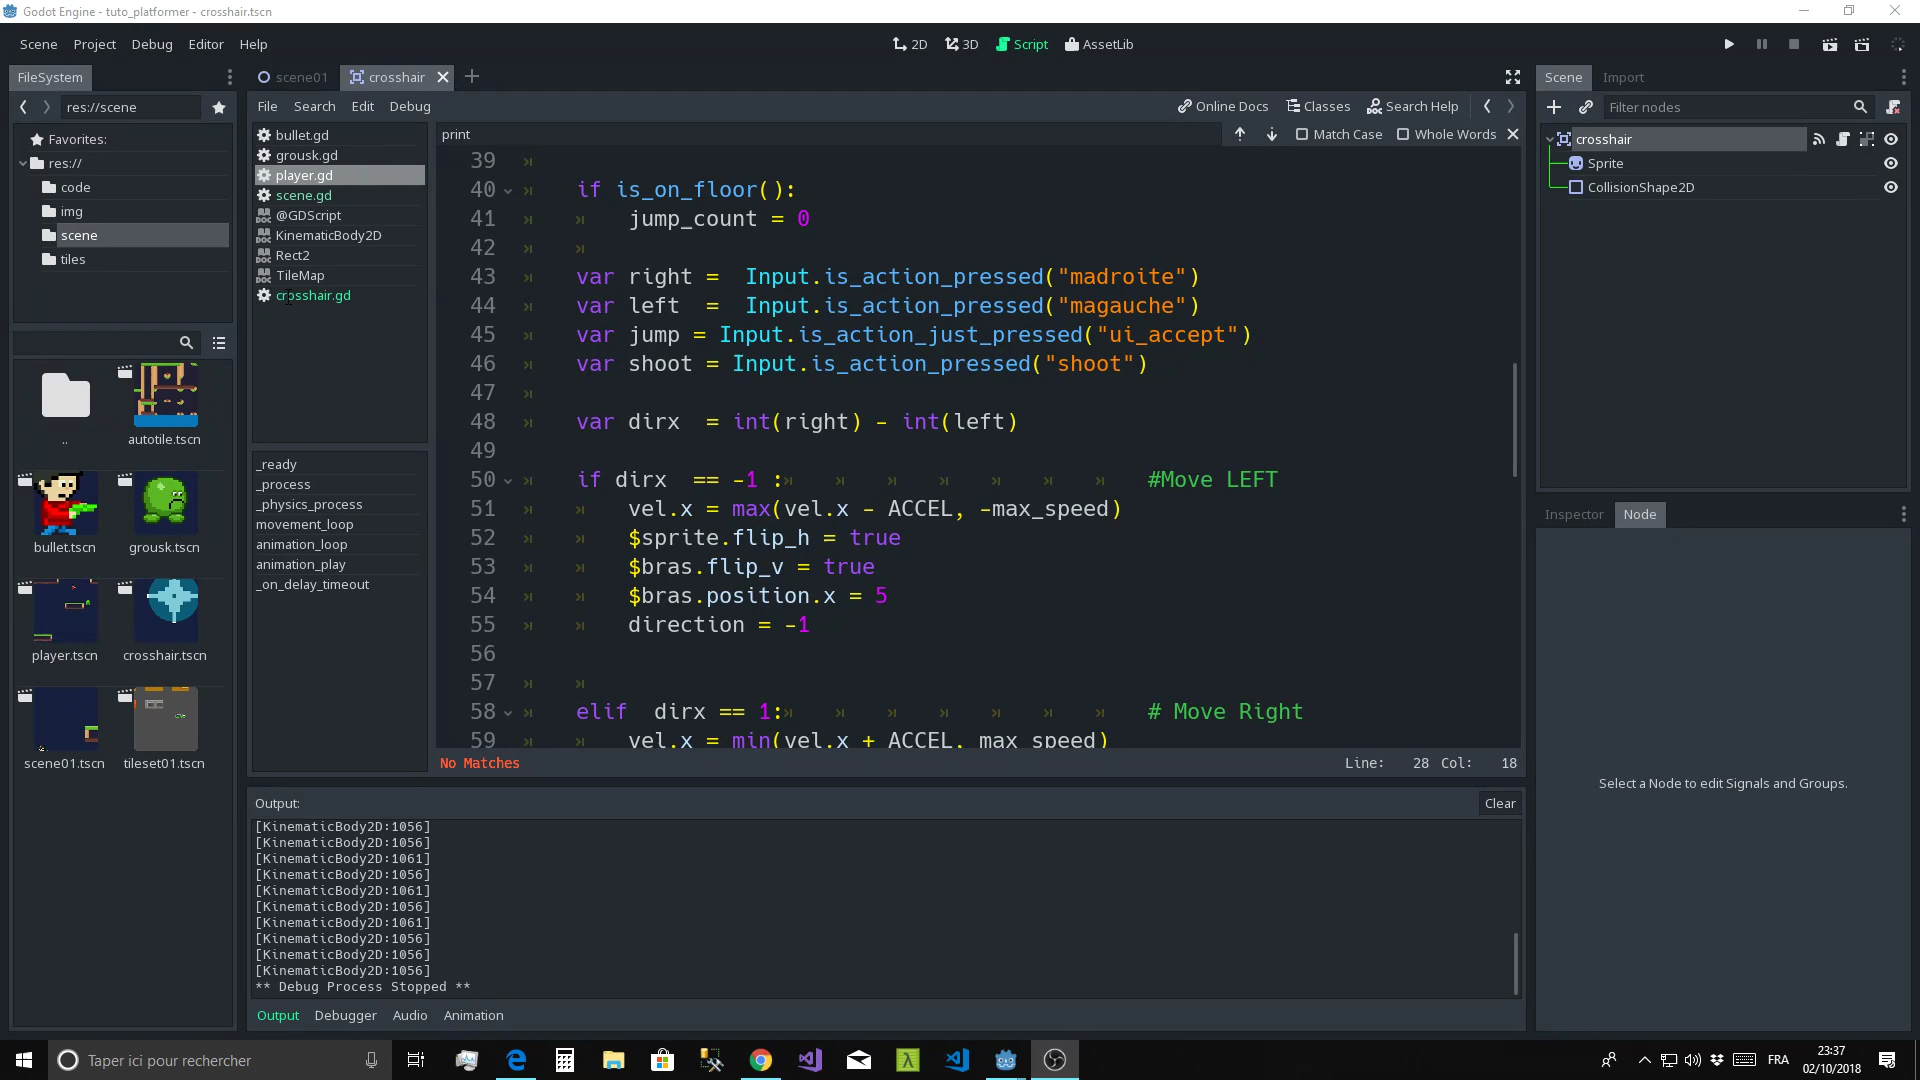 Godot Engine - tuto_platformer - crosshair.tscn
Scene Project Debug Editor Help
2D 3D Script AssetLib
FileSystem
scene01 crosshair
Scene Import
res://scene
File Search Edit Debug
Online Docs Classes Search Help
Filter nodes
Favorites:
res://
code
img
scene
tiles
bullet.gd
grousk.gd
player.gd
scene.gd
@GDScript
KinematicBody2D
Rect2
TileMap
crosshair.gd
print
Match Case Whole Words
39
40 if is_on_floor():
41 jump_count = 0
42
43 var right =  Input.is_action_pressed("madroite")
44 var left  =  Input.is_action_pressed("magauche")
45 var jump = Input.is_action_just_pressed("ui_accept")
46 var shoot = Input.is_action_pressed("shoot")
47
48 var dirx  = int(right) - int(left)
49
50 if dirx  == -1 : #Move LEFT
51 vel.x = max(vel.x - ACCEL, -max_speed)
52 $sprite.flip_h = true
53 $bras.flip_v = true
54 $bras.position.x = 5
55 direction = -1
56
57
58 elif  dirx == 1: # Move Right
59 vel.x = min(vel.x + ACCEL, max_speed)
No Matches
Line: 28 Col: 18
crosshair
Sprite
CollisionShape2D
Inspector Node
Select a Node to edit Signals and Groups.
..
autotile.tscn
bullet.tscn
grousk.tscn
player.tscn
crosshair.tscn
scene01.tscn
tileset01.tscn
_ready
_process
_physics_process
movement_loop
animation_loop
animation_play
_on_delay_timeout
Output:
Clear
[KinematicBody2D:1056]
[KinematicBody2D:1056]
[KinematicBody2D:1061]
[KinematicBody2D:1056]
[KinematicBody2D:1061]
[KinematicBody2D:1056]
[KinematicBody2D:1061]
[KinematicBody2D:1056]
[KinematicBody2D:1056]
[KinematicBody2D:1056]
** Debug Process Stopped **
Output Debugger Audio Animation
Taper ici pour rechercher
FRA
23:37
02/10/2018